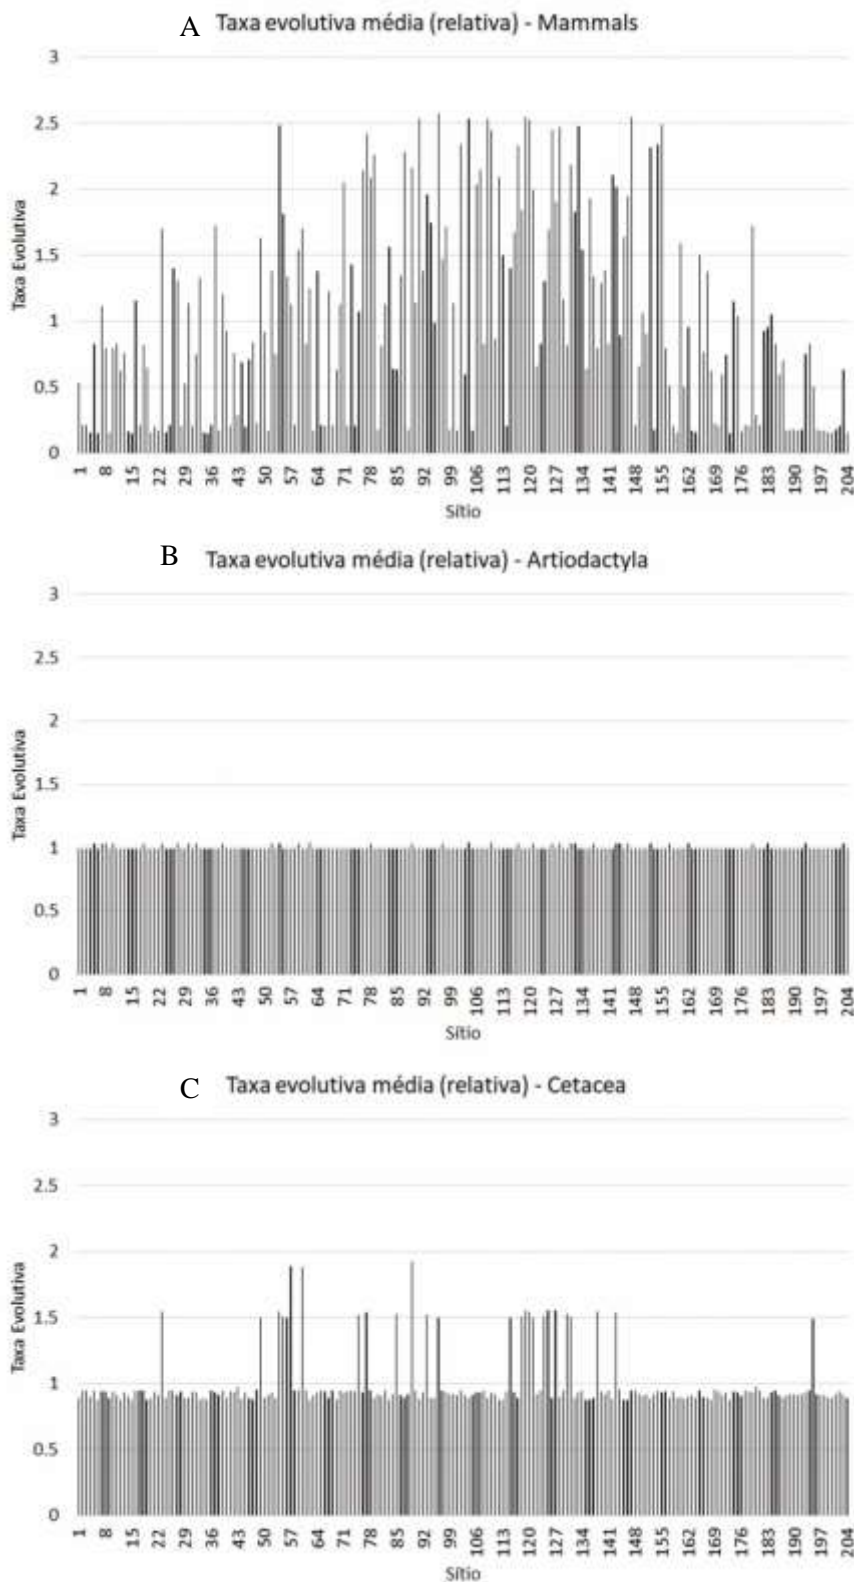 A Taxa evolutiva média (relativa) - Mammals
Taxa Evolutiva
3
2.5
2
1.5
1
0.5
0
1 8 15 22 29 36 43 50 57 64 71 78 85 92 99 106 113 120 127 134 141 148 155 162 169 176 183 190 197 204
Sítio
B Taxa evolutiva média (relativa) - Artiodactyla
Taxa Evolutiva
3
2.5
2
1.5
1
0.5
0
1 8 15 22 29 36 43 50 57 64 71 78 85 92 99 106 113 120 127 134 141 148 155 162 169 176 183 190 197 204
Sítio
C Taxa evolutiva média (relativa) - Cetacea
Taxa Evolutiva
3
2.5
2
1.5
1
0.5
0
1 8 15 22 29 36 43 50 57 64 71 78 85 92 99 106 113 120 127 134 141 148 155 162 169 176 183 190 197 204
Sítio